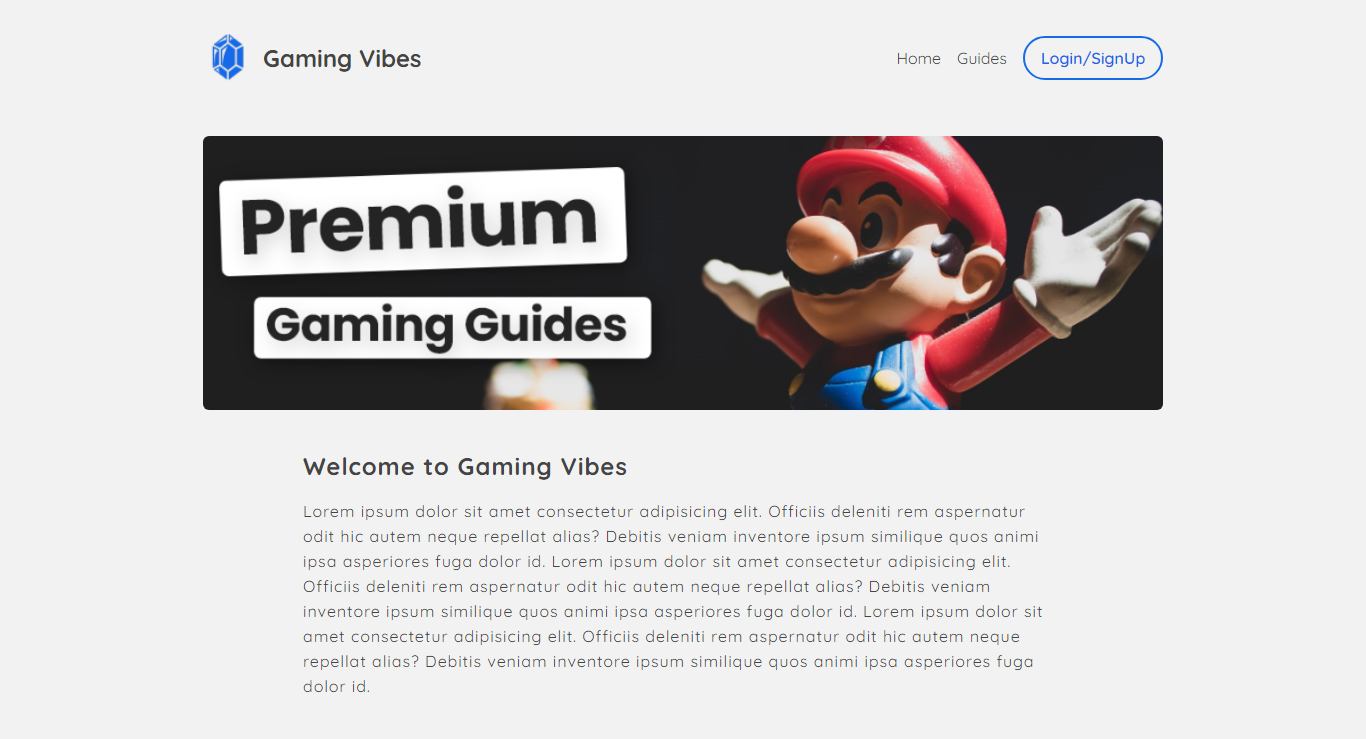 Gaming Vibes
Home Guides Login/SignUp
Premium
Gaming Guides
Welcome to Gaming Vibes
Lorem ipsum dolor sit amet consectetur adipisicing elit. Officiis deleniti rem aspernatur
odit hic autem neque repellat alias? Debitis veniam inventore ipsum similique quos animi
ipsa asperiores fuga dolor id. Lorem ipsum dolor sit amet consectetur adipisicing elit.
Officiis deleniti rem aspernatur odit hic autem neque repellat alias? Debitis veniam
inventore ipsum similique quos animi ipsa asperiores fuga dolor id. Lorem ipsum dolor sit
amet consectetur adipisicing elit. Officiis deleniti rem aspernatur odit hic autem neque
repellat alias? Debitis veniam inventore ipsum similique quos animi ipsa asperiores fuga
dolor id.